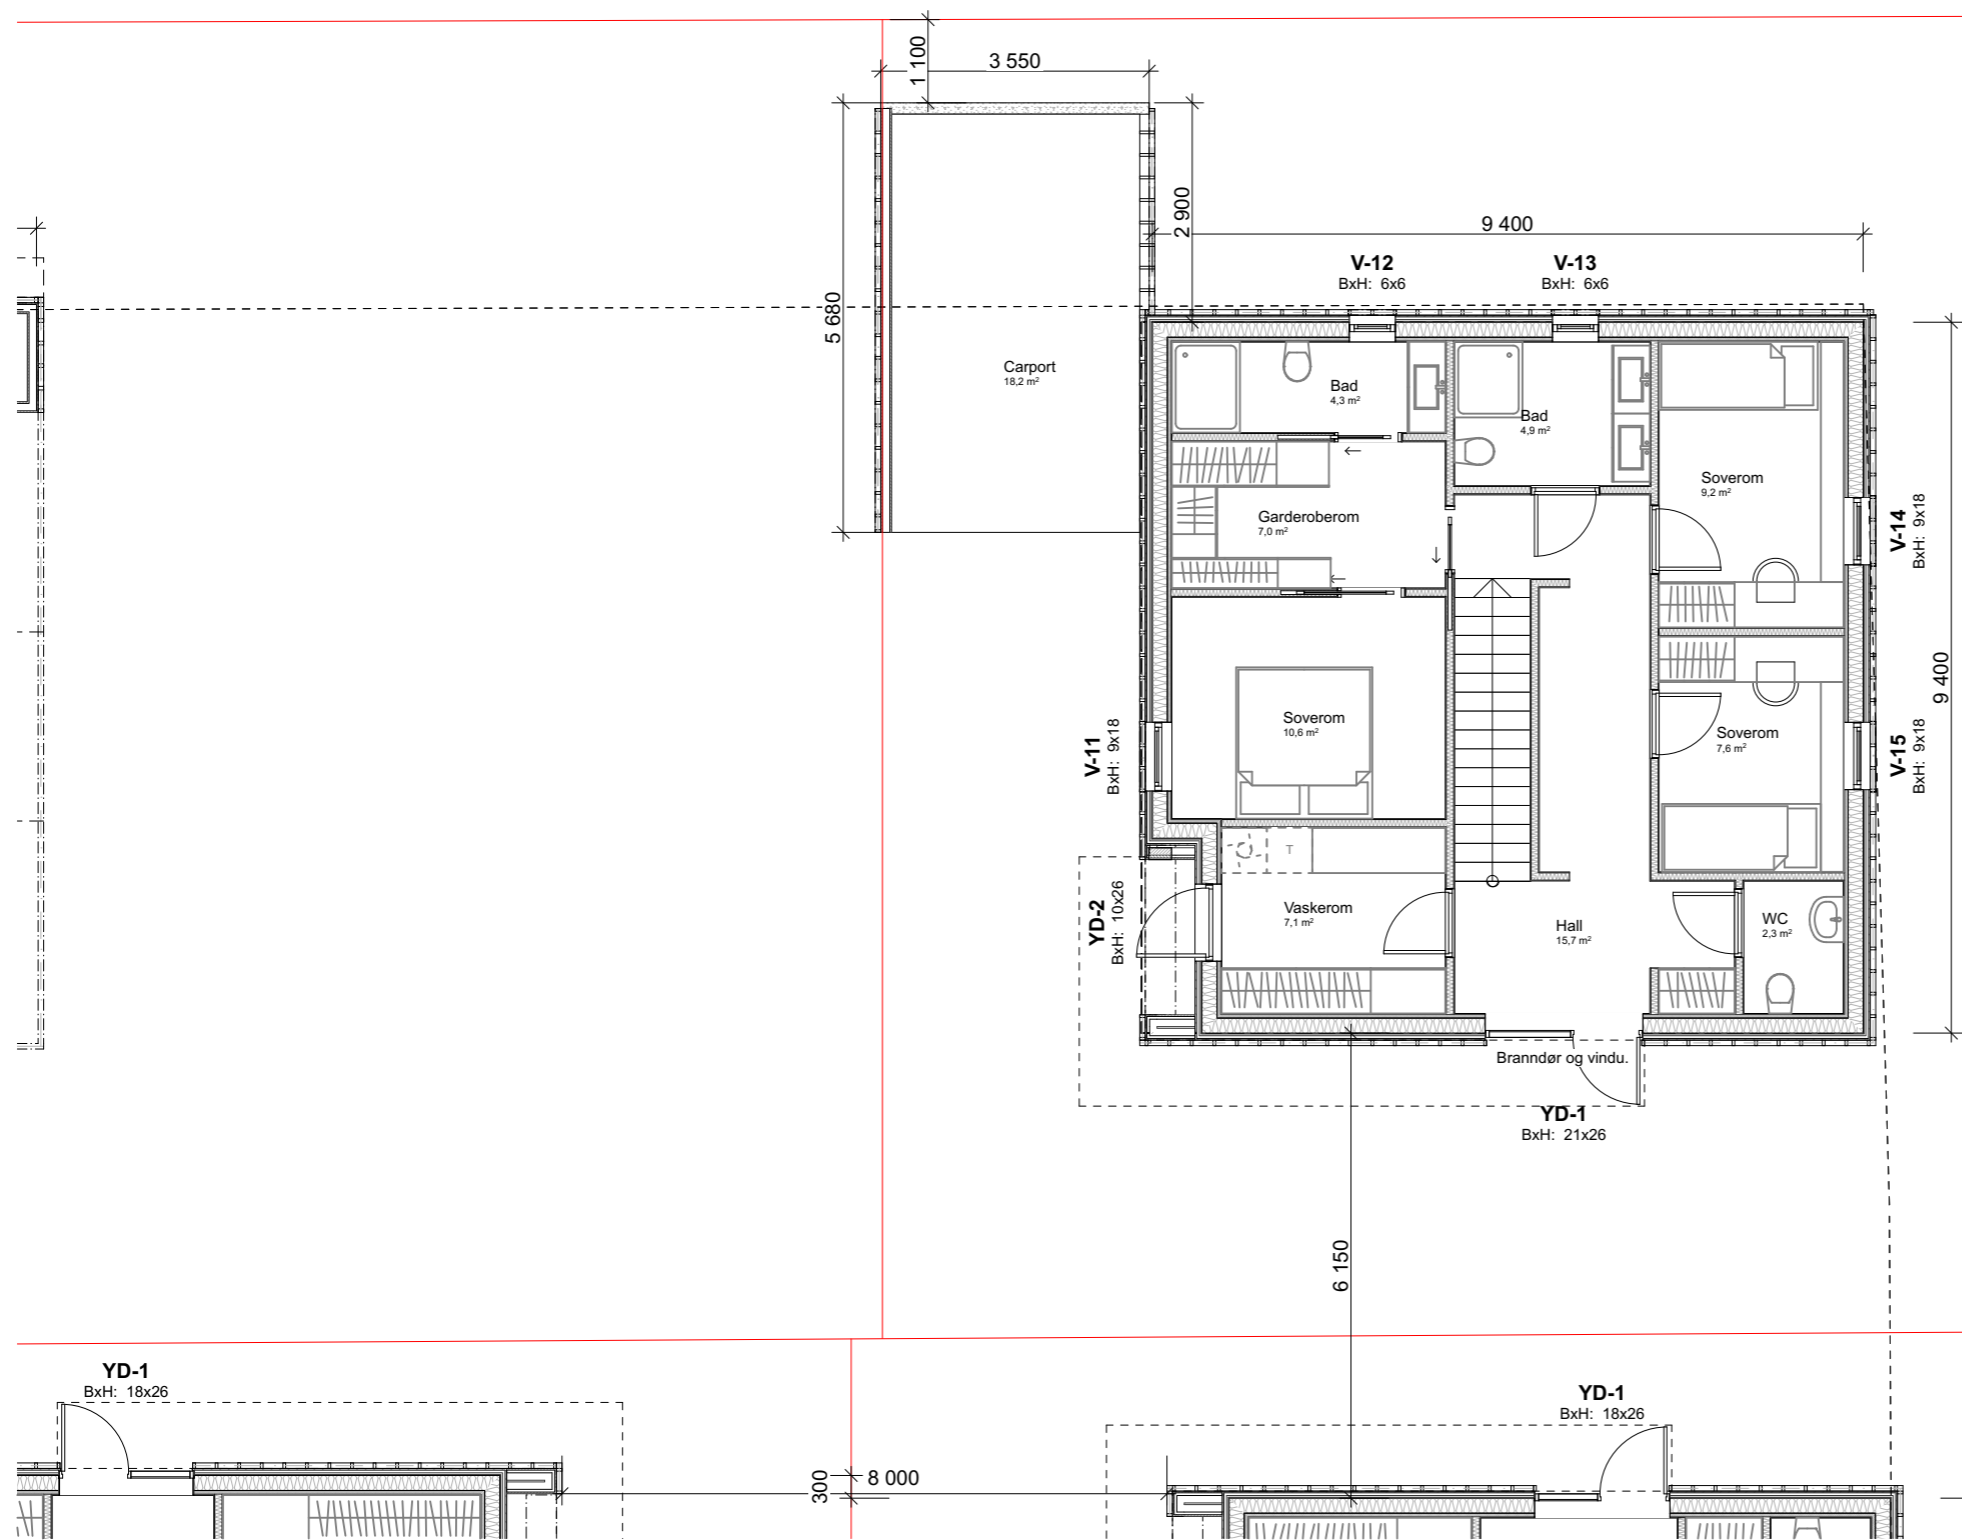 1 100
3 550
2 900
9 400
V-12
BxH: 6x6
V-13
BxH: 6x6
5 680
Carport
18,2 m²
Bad
4,3 m²
Bad
4,9 m²
Soverom
9,2 m²
Garderoberom
7,0 m²
V-14
BxH: 9x18
9 400
Soverom
10,6 m²
Soverom
7,6 m²
V-11
BxH: 9x18
V-15
BxH: 9x18
T
YD-2
BxH: 10x26
Vaskerom
7,1 m²
Hall
15,7 m²
WC
2,3 m²
Branndør og vindu.
YD-1
BxH: 21x26
6 150
YD-1
BxH: 18x26
YD-1
BxH: 18x26
300
8 000